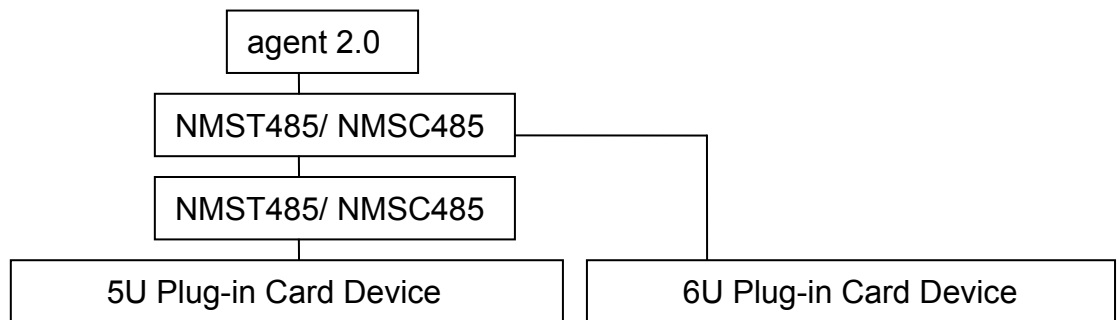 agent 2.0
NMST485/ NMSC485
NMST485/ NMSC485
5U Plug-in Card Device
6U Plug-in Card Device